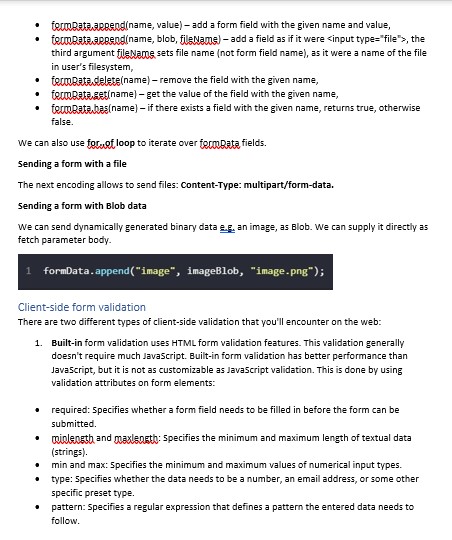 • formData.append(name, value) – add a form field with the given name and value,
• formData.append(name, blob, fileName) – add a field as if it were <input type="file">, the
third argument fileName sets file name (not form field name), as it were a name of the file
in user's filesystem,
• formData.delete(name) – remove the field with the given name,
• formData.get(name) – get the value of the field with the given name,
• formData.has(name) – if there exists a field with the given name, returns true, otherwise
false.
We can also use for..of loop to iterate over formData fields.
Sending a form with a file
The next encoding allows to send files: Content-Type: multipart/form-data.
Sending a form with Blob data
We can send dynamically generated binary data e.g. an image, as Blob. We can supply it directly as
fetch parameter body.
1 formData.append("image", imageBlob, "image.png");
Client-side form validation
There are two different types of client-side validation that you'll encounter on the web:
1. Built-in form validation uses HTML form validation features. This validation generally
doesn't require much JavaScript. Built-in form validation has better performance than
JavaScript, but it is not as customizable as JavaScript validation. This is done by using
validation attributes on form elements:
• required: Specifies whether a form field needs to be filled in before the form can be
submitted.
• minlength and maxlength: Specifies the minimum and maximum length of textual data
(strings).
• min and max: Specifies the minimum and maximum values of numerical input types.
• type: Specifies whether the data needs to be a number, an email address, or some other
specific preset type.
• pattern: Specifies a regular expression that defines a pattern the entered data needs to
follow.